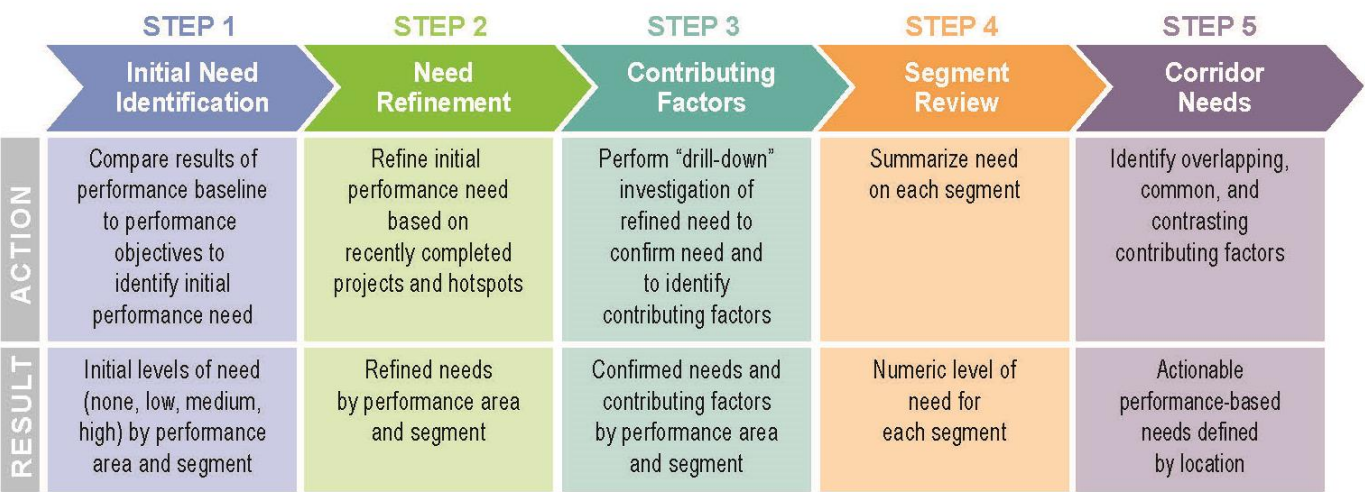 STEP 1
STEP 2
STEP 3
STEP 4
STEP 5
Initial Need
Identification
Need
Refinement
Contributing
Factors
Segment
Review
Corridor
Needs
ACTION
Compare results of
performance baseline
to performance
objectives to
identify initial
performance need
Refine initial
performance need
based on
recently completed
projects and hotspots
Perform “drill-down”
investigation of
refined need to
confirm need and
to identify
contributing factors
Summarize need
on each segment
Identify overlapping,
common, and
contrasting
contributing factors
RESULT
Initial levels of need
(none, low, medium,
high) by performance
area and segment
Refined needs
by performance area
and segment
Confirmed needs and
contributing factors
by performance area
and segment
Numeric level of
need for
each segment
Actionable
performance-based
needs defined
by location